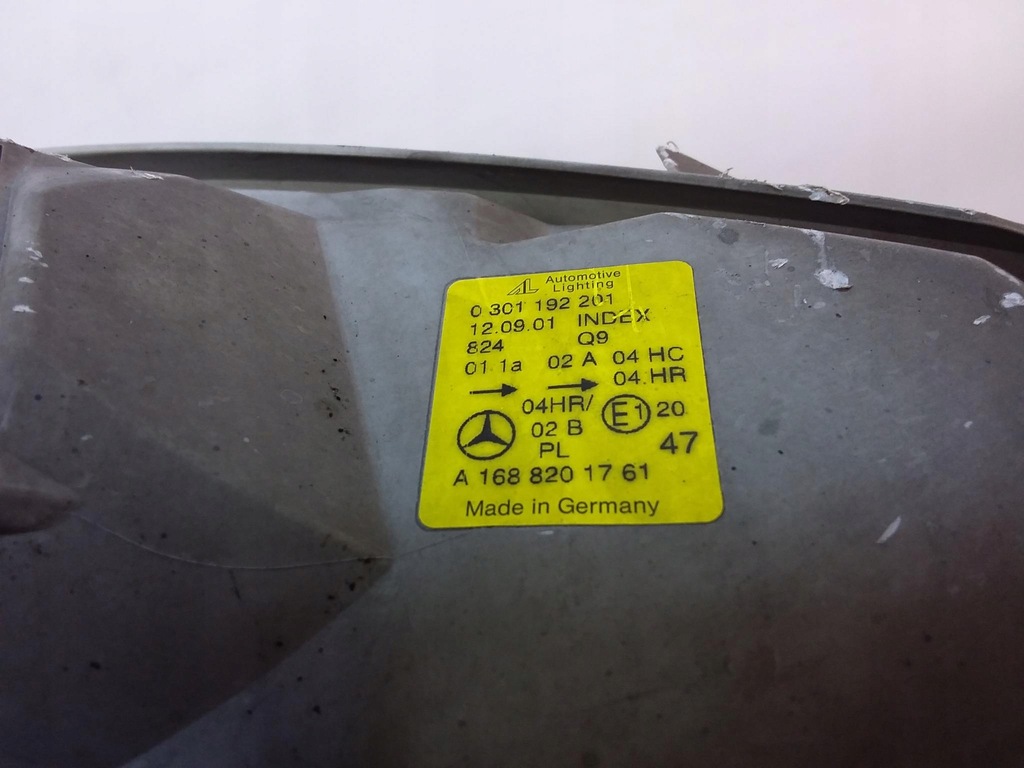 AL Automotive Lighting
0 301 192 201
12.09.01 INDEX
824 Q9
01 1a 02 A 04 HC
04 HR
04HR/ E1 20
02 B
PL 47
A 168 820 17 61
Made in Germany